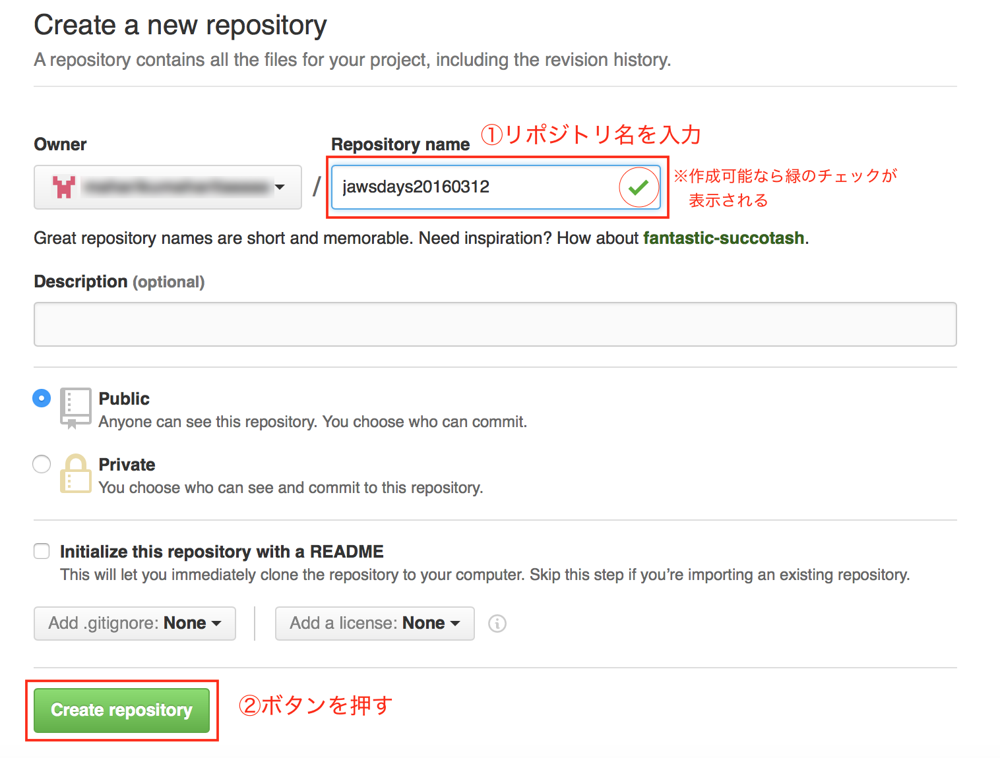 Create a new repository
A repository contains all the files for your project, including the revision history.
Owner
Repository name
①リポジトリ名を入力
/
jawsdays20160312
※作成可能なら緑のチェックが
表示される
Great repository names are short and memorable. Need inspiration? How about fantastic-succotash.
Description (optional)
Public
Anyone can see this repository. You choose who can commit.
Private
You choose who can see and commit to this repository.
Initialize this repository with a README
This will let you immediately clone the repository to your computer. Skip this step if you’re importing an existing repository.
Add .gitignore: None
Add a license: None
Create repository
②ボタンを押す